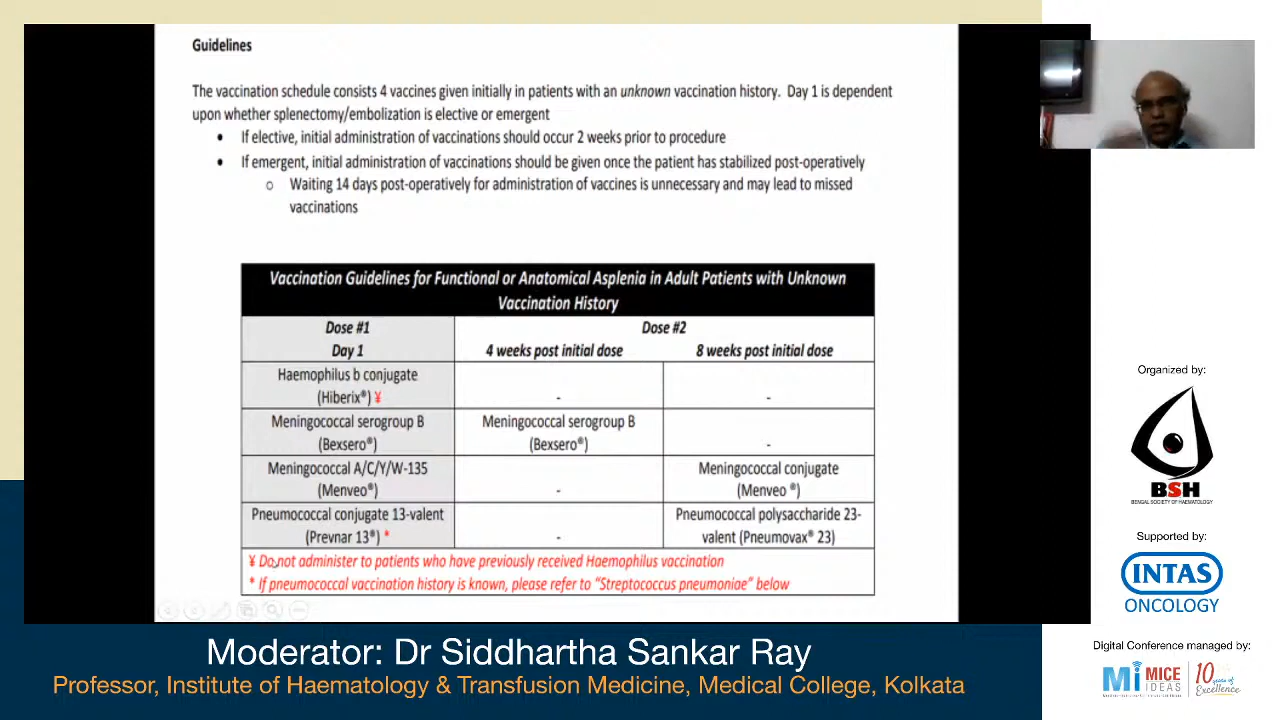 Guidelines
The vaccination schedule consists 4 vaccines given initially in patients with an unknown vaccination history. Day 1 is dependent
upon whether splenectomy/embolization is elective or emergent
• If elective, initial administration of vaccinations should occur 2 weeks prior to procedure
• If emergent, initial administration of vaccinations should be given once the patient has stabilized post-operatively
o Waiting 14 days post-operatively for administration of vaccines is unnecessary and may lead to missed
vaccinations
Vaccination Guidelines for Functional or Anatomical Asplenia in Adult Patients with Unknown
Vaccination History
Dose #1
Day 1
Dose #2
4 weeks post initial dose
8 weeks post initial dose
Haemophilus b conjugate
(Hiberix®) ¥
-
-
Meningococcal serogroup B
(Bexsero®)
Meningococcal serogroup B
(Bexsero®)
-
Meningococcal A/C/Y/W-135
(Menveo®)
-
Meningococcal conjugate
(Menveo ®)
Pneumococcal conjugate 13-valent
(Prevnar 13®) *
-
Pneumococcal polysaccharide 23-
valent (Pneumovax® 23)
¥ Do not administer to patients who have previously received Haemophilus vaccination
* If pneumococcal vaccination history is known, please refer to "Streptococcus pneumoniae" below
Organized by:
BSH
BENGAL SOCIETY OF HAEMATOLOGY
Supported by:
INTAS
ONCOLOGY
Digital Conference managed by:
Mi MICE
IDEAS
10 years of
Excellence
Moderator: Dr Siddhartha Sankar Ray
Professor, Institute of Haematology & Transfusion Medicine, Medical College, Kolkata